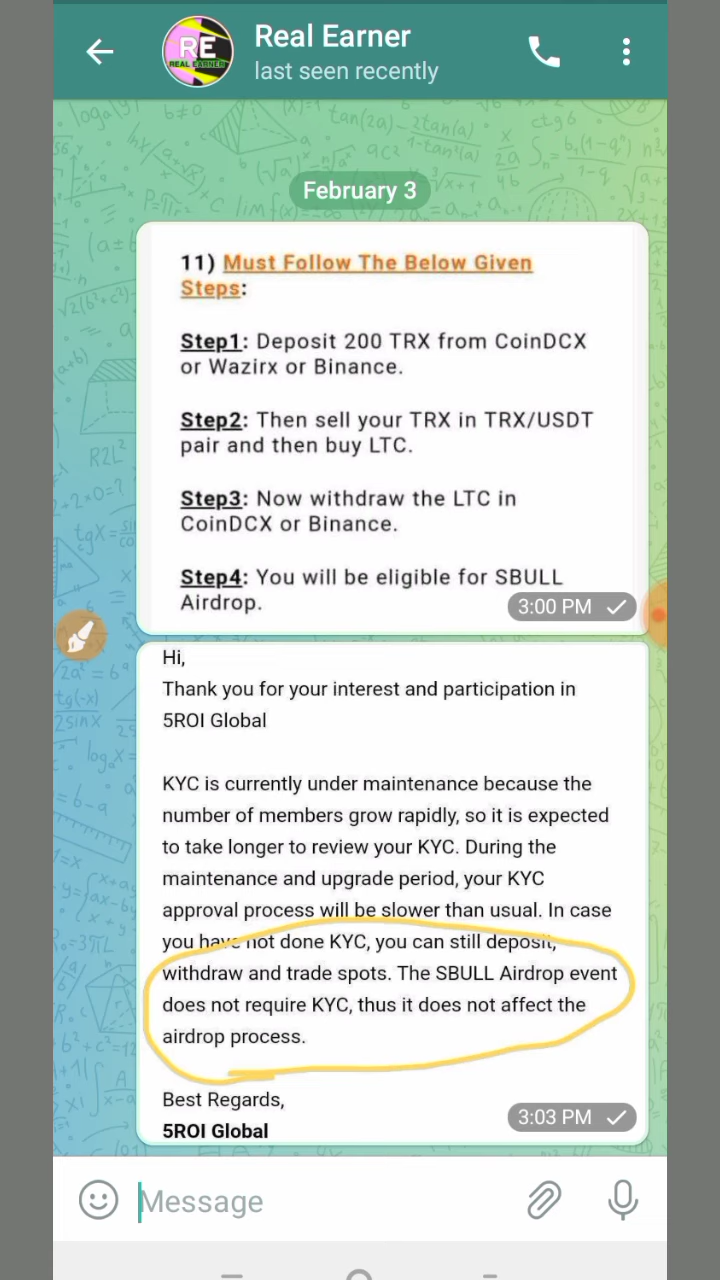 RE
REAL EARNER
Real Earner
last seen recently
February 3
11) Must Follow The Below Given
Steps:
Step1: Deposit 200 TRX from CoinDCX
or Wazirx or Binance.
Step2: Then sell your TRX in TRX/USDT
pair and then buy LTC.
Step3: Now withdraw the LTC in
CoinDCX or Binance.
Step4: You will be eligible for SBULL
Airdrop.
3:00 PM
Hi,
Thank you for your interest and participation in
5ROI Global
KYC is currently under maintenance because the
number of members grow rapidly, so it is expected
to take longer to review your KYC. During the
maintenance and upgrade period, your KYC
approval process will be slower than usual. In case
you have not done KYC, you can still deposit,
withdraw and trade spots. The SBULL Airdrop event
does not require KYC, thus it does not affect the
airdrop process.
Best Regards,
5ROI Global
3:03 PM
Message